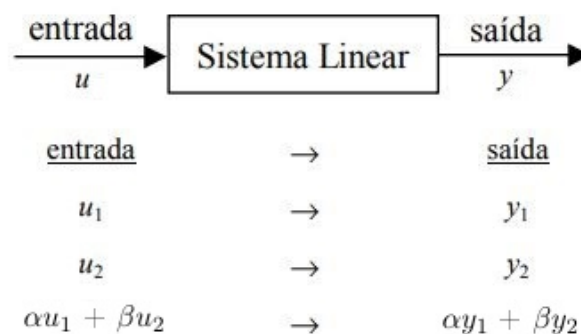 entrada saída
Sistema Linear
u y
entrada → saída
u₁ → y₁
u₂ → y₂
αu₁ + βu₂ → αy₁ + βy₂